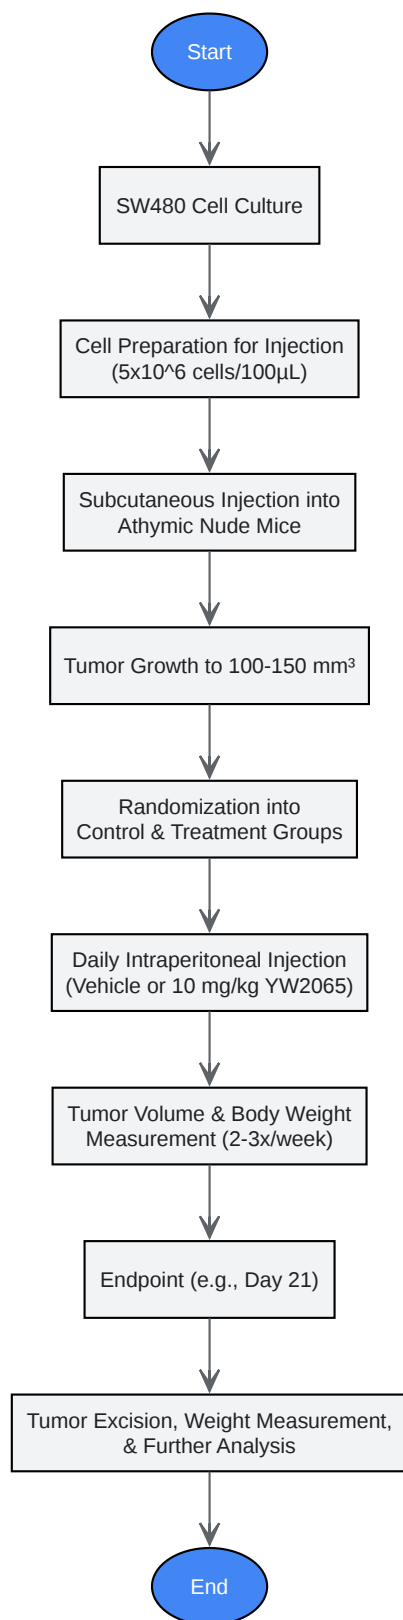 Start
SW480 Cell Culture
Cell Preparation for Injection
(5x10^6 cells/100µL)
Subcutaneous Injection into
Athymic Nude Mice
Tumor Growth to 100-150 mm³
Randomization into
Control & Treatment Groups
Daily Intraperitoneal Injection
(Vehicle or 10 mg/kg YW2065)
Tumor Volume & Body Weight
Measurement (2-3x/week)
Endpoint (e.g., Day 21)
Tumor Excision, Weight Measurement,
& Further Analysis
End